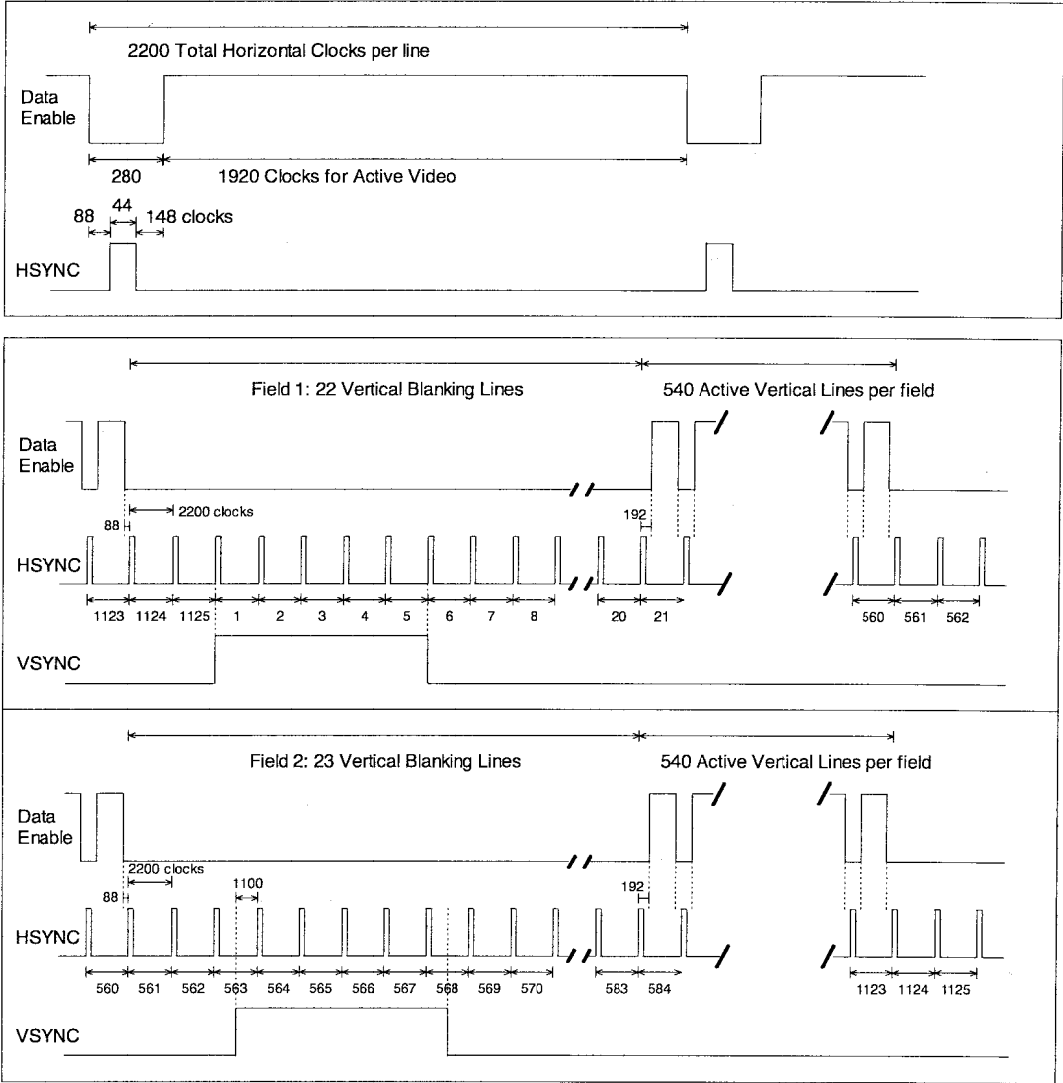 2200 Total Horizontal Clocks per line
Data
Enable
280
1920 Clocks for Active Video
44
88
148 clocks
HSYNC
Field 1: 22 Vertical Blanking Lines
540 Active Vertical Lines per field
Data
Enable
88
2200 clocks
192
HSYNC
1123 1124 1125 1 2 3 4 5 6 7 8 20 21 560 561 562
VSYNC
Field 2: 23 Vertical Blanking Lines
540 Active Vertical Lines per field
Data
Enable
2200 clocks
88
1100
192
HSYNC
560 561 562 563 564 565 566 567 568 569 570 583 584 1123 1124 1125
VSYNC